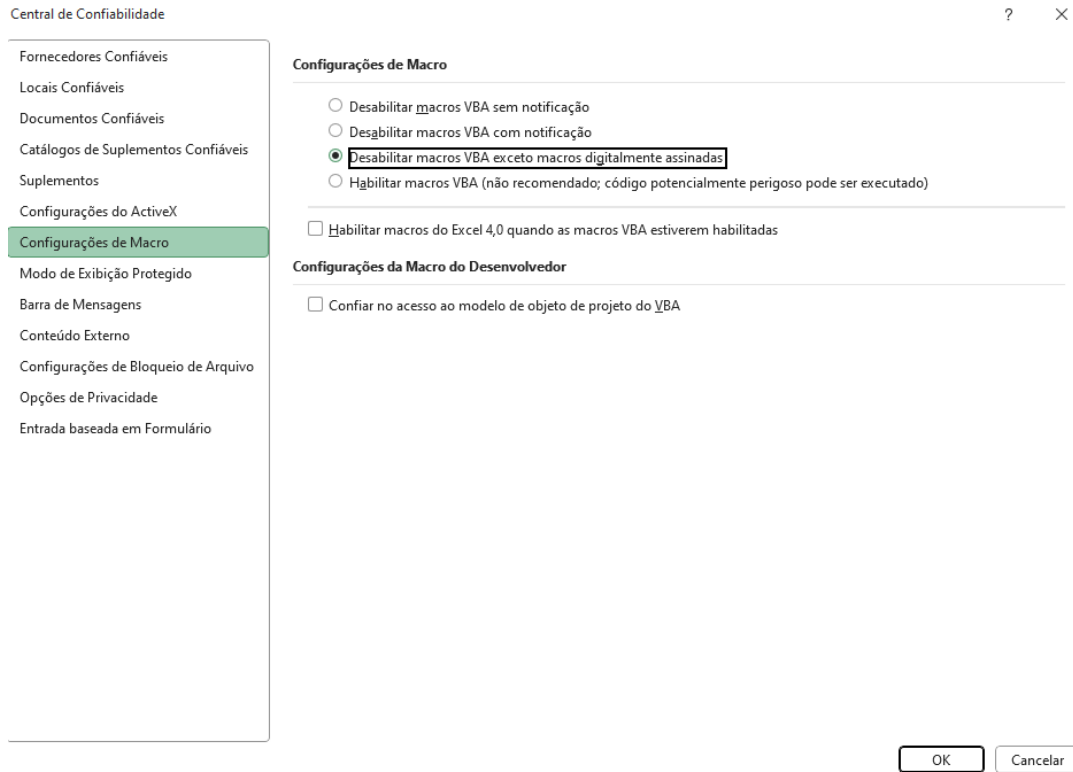 Central de Confiabilidade
?
Fornecedores Confiáveis
Locais Confiáveis
Documentos Confiáveis
Catálogos de Suplementos Confiáveis
Suplementos
Configurações do ActiveX
Configurações de Macro
Modo de Exibição Protegido
Barra de Mensagens
Conteúdo Externo
Configurações de Bloqueio de Arquivo
Opções de Privacidade
Entrada baseada em Formulário
Configurações de Macro
Desabilitar macros VBA sem notificação
Desabilitar macros VBA com notificação
Desabilitar macros VBA exceto macros digitalmente assinadas
Habilitar macros VBA (não recomendado; código potencialmente perigoso pode ser executado)
Habilitar macros do Excel 4,0 quando as macros VBA estiverem habilitadas
Configurações da Macro do Desenvolvedor
Confiar no acesso ao modelo de objeto de projeto do VBA
OK
Cancelar